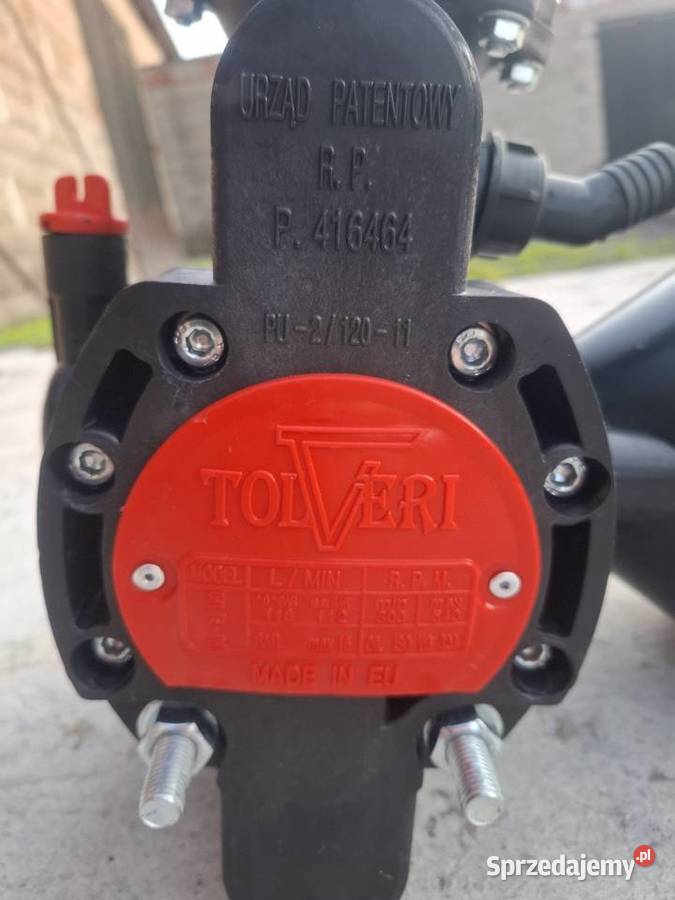 URZĄD PATENTOWY
R.P.
P. 416464
PU-2/120-11
TOLVERI
MODEL L/MIN R.P.M.
MADE IN EU
Sprzedajemy.pl